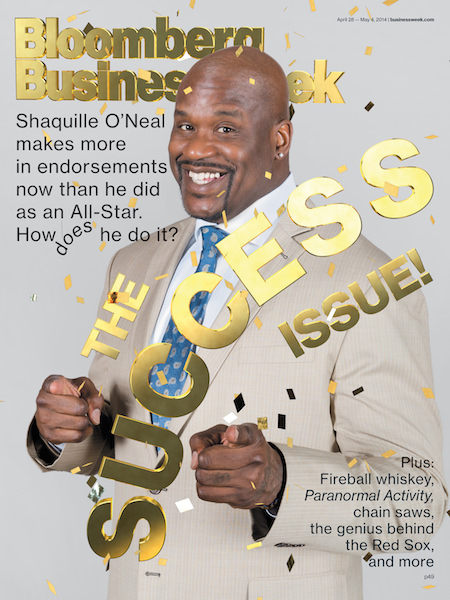 April 28 — May 4, 2014 | businessweek.com
Bloomberg
Businessweek
Shaquille O'Neal
makes more
in endorsements
now than he did
as an All-Star.
How does he do it?
THE
SUCCESS
ISSUE!
Plus:
Fireball whiskey,
Paranormal Activity,
chain saws,
the genius behind
the Red Sox,
and more
p49